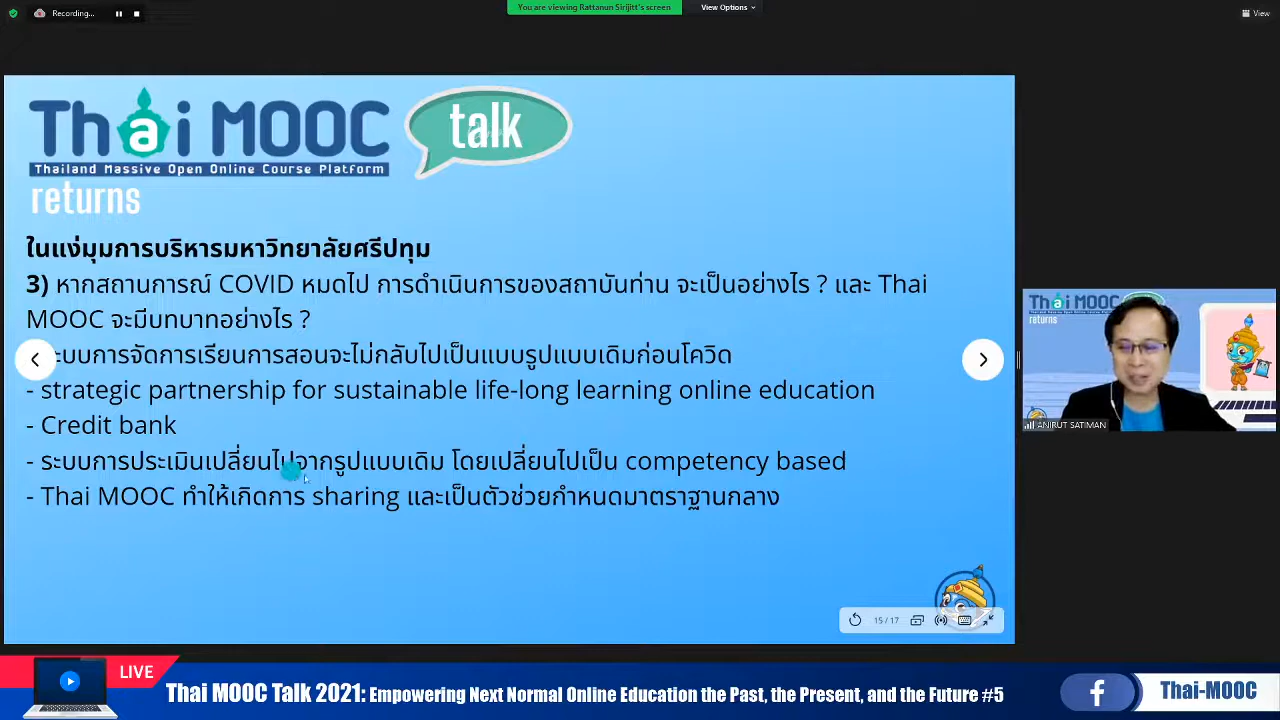 Recording...
You are viewing Rattanun Sirijitt's screen
View Options
View
Thai MOOC talk
Thailand Massive Open Online Course Platform
returns
ในแง่มุมการบริหารมหาวิทยาลัยศรีปทุม
3) หากสถานการณ์ COVID หมดไป การดำเนินการของสถาบันท่าน จะเป็นอย่างไร ? และ Thai
MOOC จะมีบทบาทอย่างไร ?
ระบบการจัดการเรียนการสอนจะไม่กลับไปเป็นแบบรูปแบบเดิมก่อนโควิด
- strategic partnership for sustainable life-long learning online education
- Credit bank
- ระบบการประเมินเปลี่ยนไปจากรูปแบบเดิม โดยเปลี่ยนไปเป็น competency based
- Thai MOOC ทำให้เกิดการ sharing และเป็นตัวช่วยกำหนดมาตราฐานกลาง
15 / 17
Thai MOOC
returns
ANIRUT SATIMAN
LIVE
Thai MOOC Talk 2021: Empowering Next Normal Online Education the Past, the Present, and the Future #5
f
Thai-MOOC